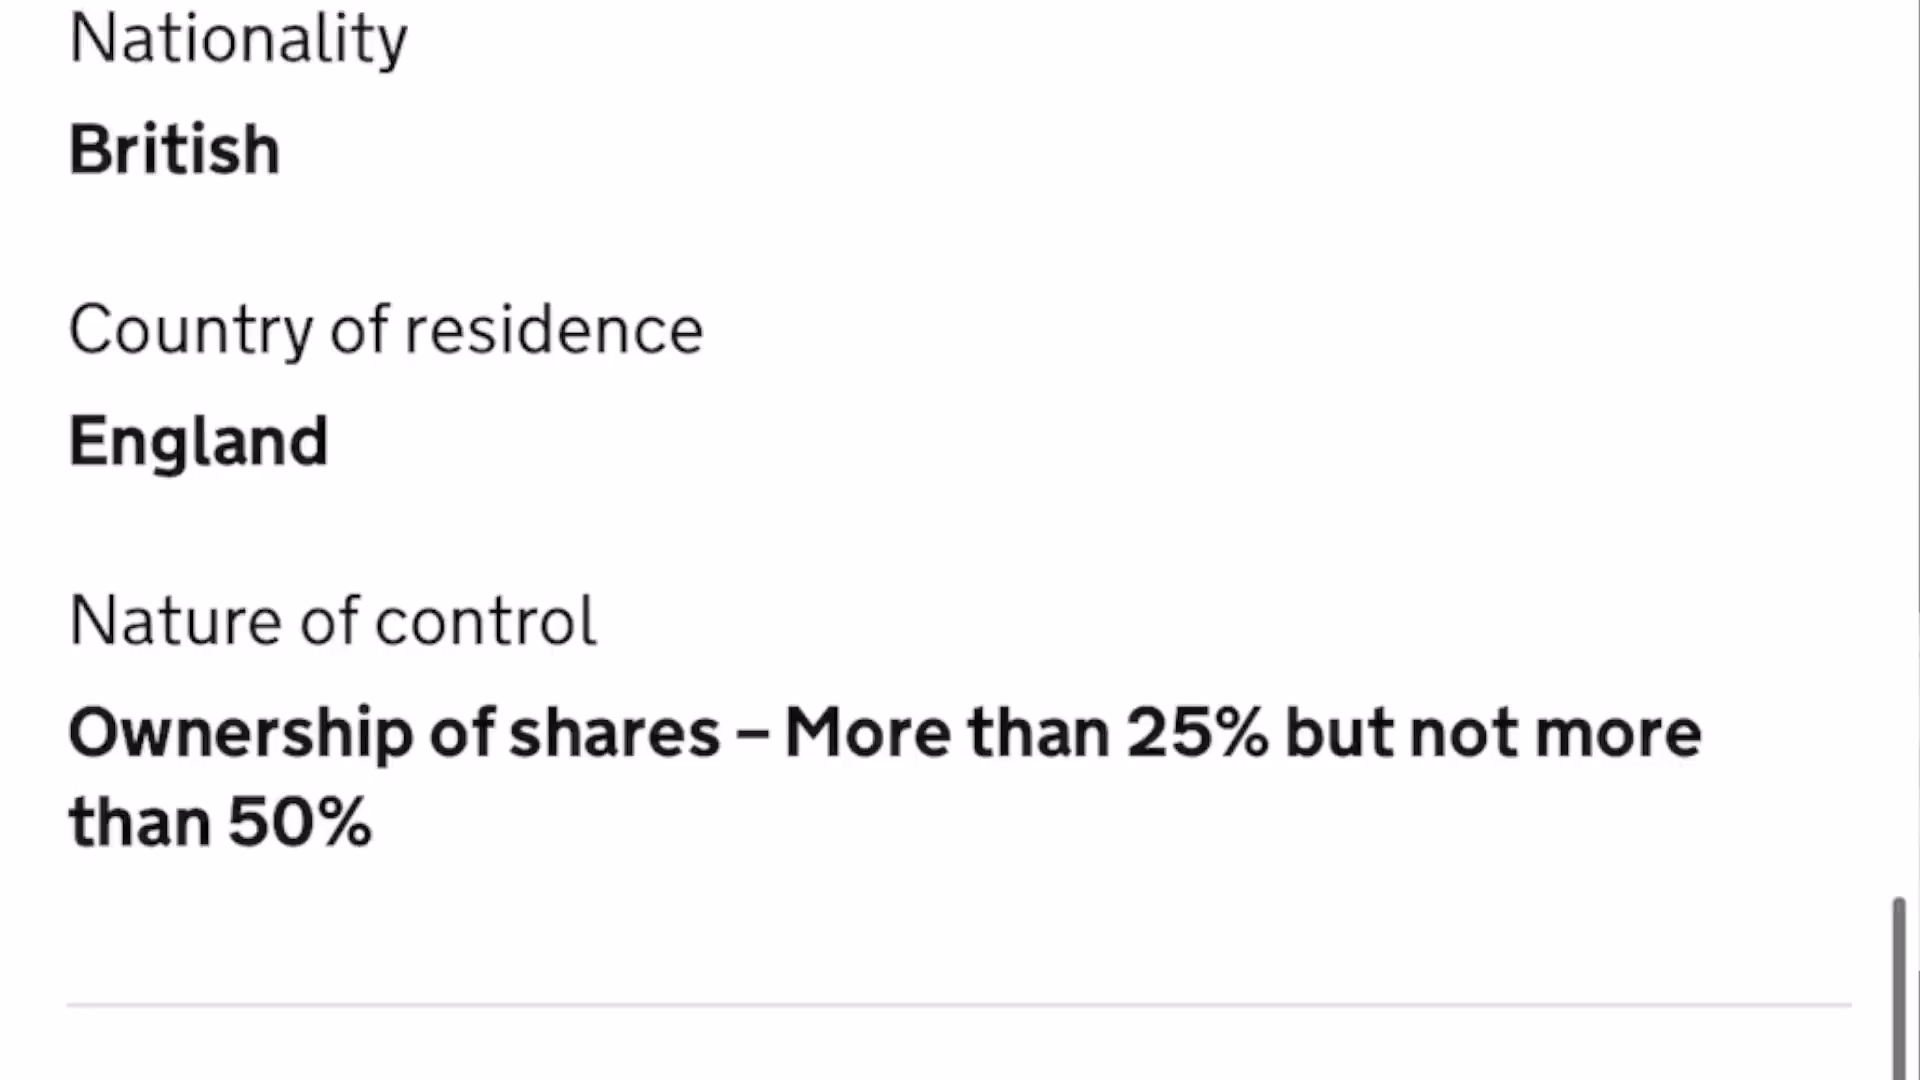 Nationality
British
Country of residence
England
Nature of control
Ownership of shares – More than 25% but not more
than 50%